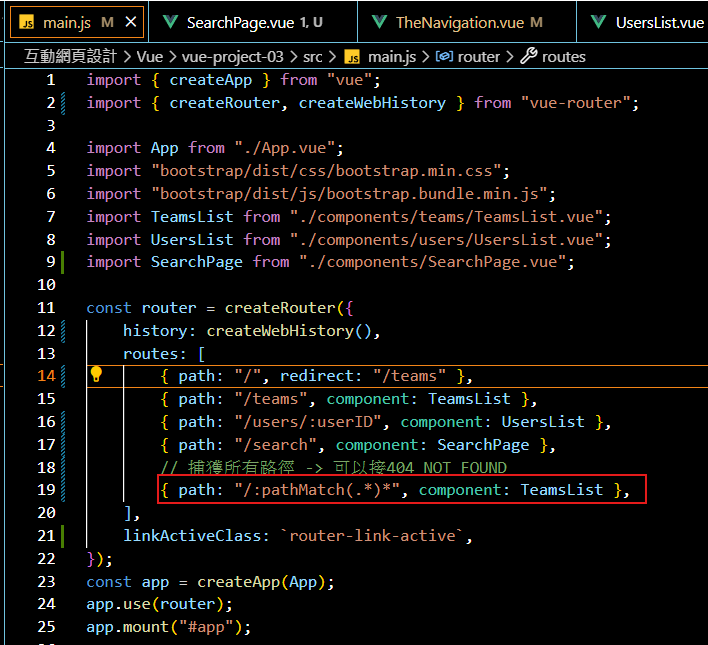 JS main.js M × SearchPage.vue 1, U TheNavigation.vue M UsersList.vue
互動網頁設計 > Vue > vue-project-03 > src > JS main.js > router > routes
1 import { createApp } from "vue";
2 import { createRouter, createWebHistory } from "vue-router";
3
4 import App from "./App.vue";
5 import "bootstrap/dist/css/bootstrap.min.css";
6 import "bootstrap/dist/js/bootstrap.bundle.min.js";
7 import TeamsList from "./components/teams/TeamsList.vue";
8 import UsersList from "./components/users/UsersList.vue";
9 import SearchPage from "./components/SearchPage.vue";
10
11 const router = createRouter({
12 history: createWebHistory(),
13 routes: [
14 { path: "/", redirect: "/teams" },
15 { path: "/teams", component: TeamsList },
16 { path: "/users/:userID", component: UsersList },
17 { path: "/search", component: SearchPage },
18 // 捕獲所有路徑 -> 可以接404 NOT FOUND
19 { path: "/:pathMatch(.*)*", component: TeamsList },
20 ],
21 linkActiveClass: `router-link-active`,
22 });
23 const app = createApp(App);
24 app.use(router);
25 app.mount("#app");